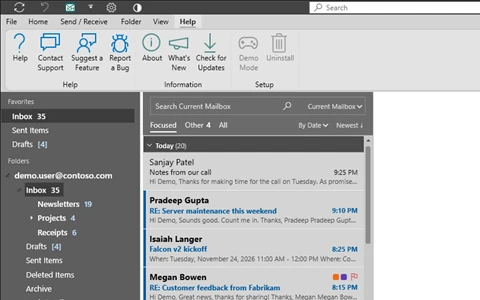 Search
File Home Send / Receive Folder View Help
Help Contact Support Suggest a Feature Report a Bug About What's New Check for Updates Demo Mode Uninstall
Help Information Setup
Favorites
Inbox 35
Sent Items
Drafts [4]
Folders
demo.user@contoso.com
Inbox 35
Newsletters 19
Projects 4
Receipts 6
Drafts [4]
Sent Items
Deleted Items
Archive
Search Current Mailbox Current Mailbox
Focused Other 4 All By Date Newest
Today (20)
Sanjay Patel
Notes from our call 9:25 PM
Hi Demo, Thanks for making time for the call on Tuesday. As promise...
Pradeep Gupta
RE: Server maintenance this weekend 9:10 PM
Hi Demo, Sounds good. Count me in. Thanks, Pradeep Pradeep Gupta...
Isaiah Langer
Falcon v2 kickoff 8:25 PM
When: Tuesday, November 24, 2026 11:00 AM - 12:00 PM Where: Co...
Megan Bowen
RE: Customer feedback from Fabrikam 8:15 PM
Hi Demo, Great news, thanks for sharing! Thanks, Megan Megan Bow...